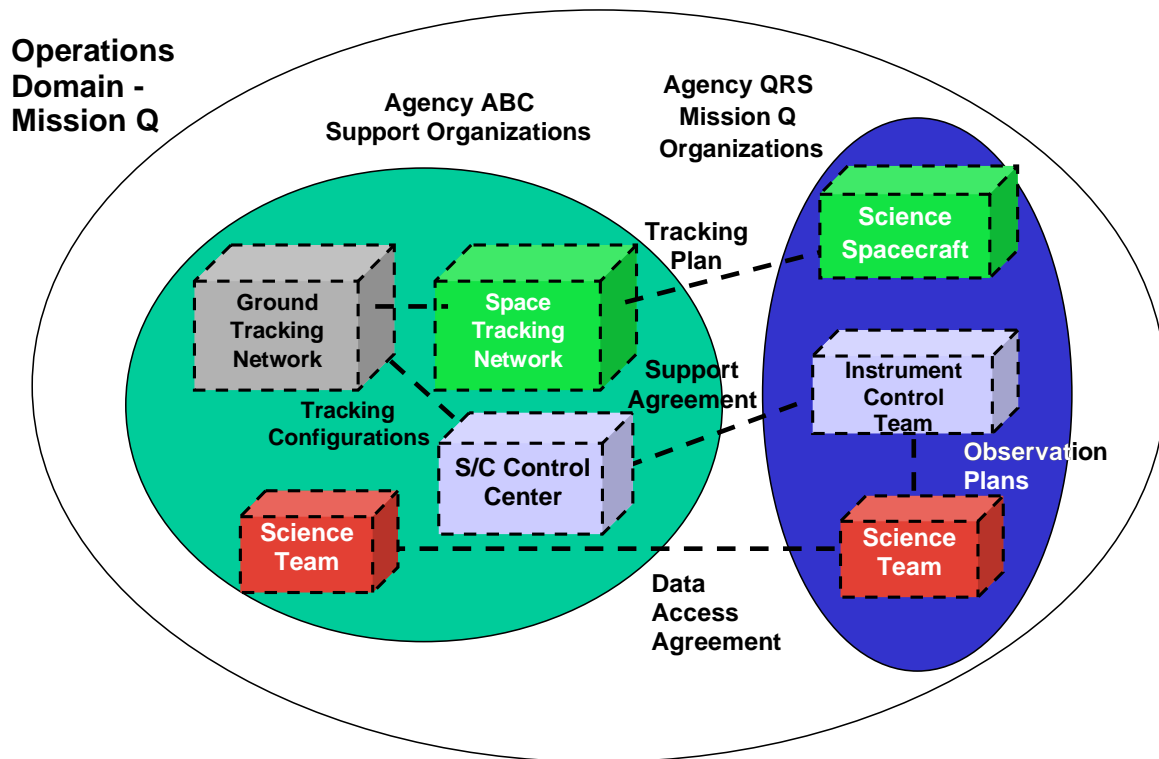 Operations
Domain -
Mission Q
Agency ABC
Support Organizations
Agency QRS
Mission Q
Organizations
Ground
Tracking
Network
Space
Tracking
Network
Tracking
Plan
Science
Spacecraft
Tracking
Configurations
S/C Control
Center
Support
Agreement
Instrument
Control
Team
Observation
Plans
Science
Team
Science
Team
Data
Access
Agreement